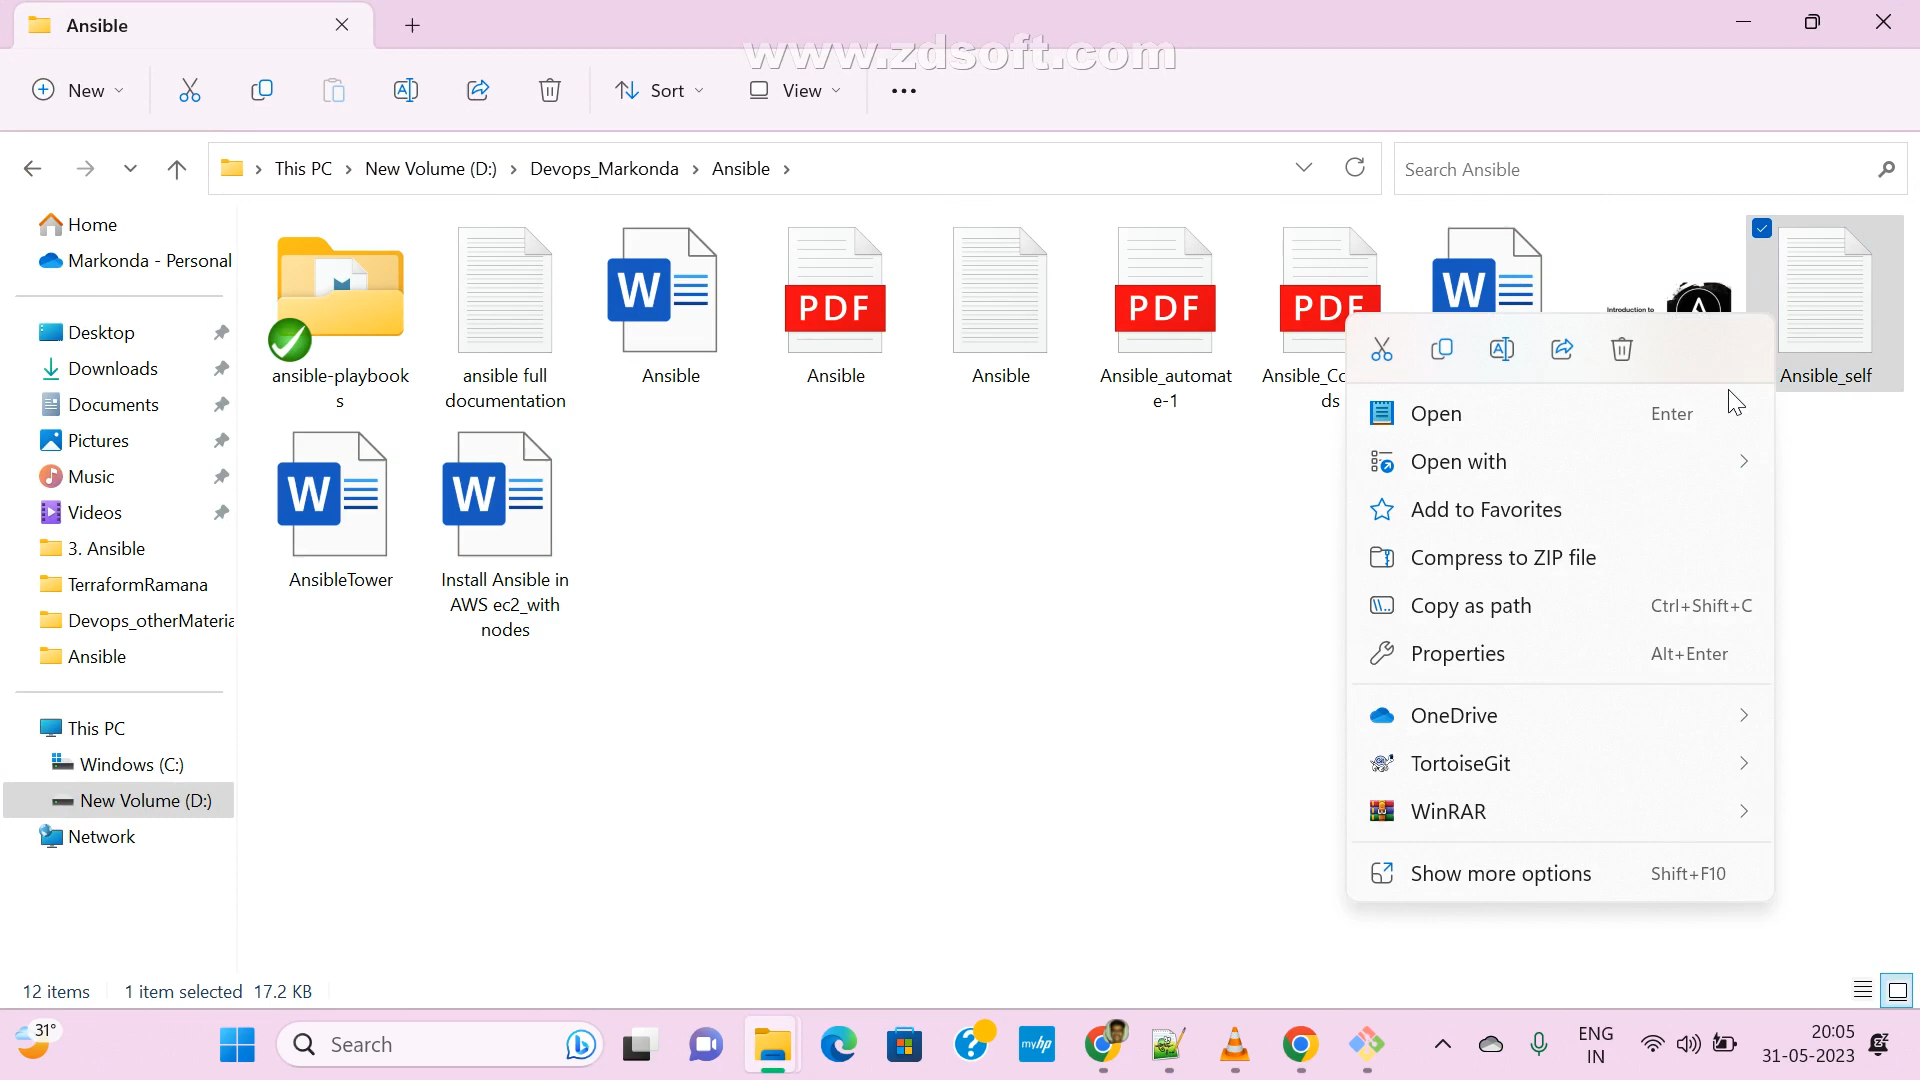 Ansible
www.zdsoft.com
New
Sort
View
This PC
New Volume (D:)
Devops_Markonda
Ansible
Search Ansible
Home
Markonda - Personal
Desktop
Downloads
Documents
Pictures
Music
Videos
3. Ansible
TerraformRamana
Devops_otherMateria
Ansible
This PC
Windows (C:)
New Volume (D:)
Network
ansible-playbook
s
ansible full
documentation
W
Ansible
PDF
Ansible
Ansible
PDF
Ansible_automat
e-1
PDF
Ansible_Co
ds
W
Introduction to
A
Ansible_self
W
AnsibleTower
W
Install Ansible in
AWS ec2_with
nodes
Open Enter
Open with
Add to Favorites
Compress to ZIP file
Copy as path Ctrl+Shift+C
Properties Alt+Enter
OneDrive
TortoiseGit
WinRAR
Show more options Shift+F10
12 items
1 item selected 17.2 KB
31°
Search
myhp
ENG
IN
20:05
31-05-2023